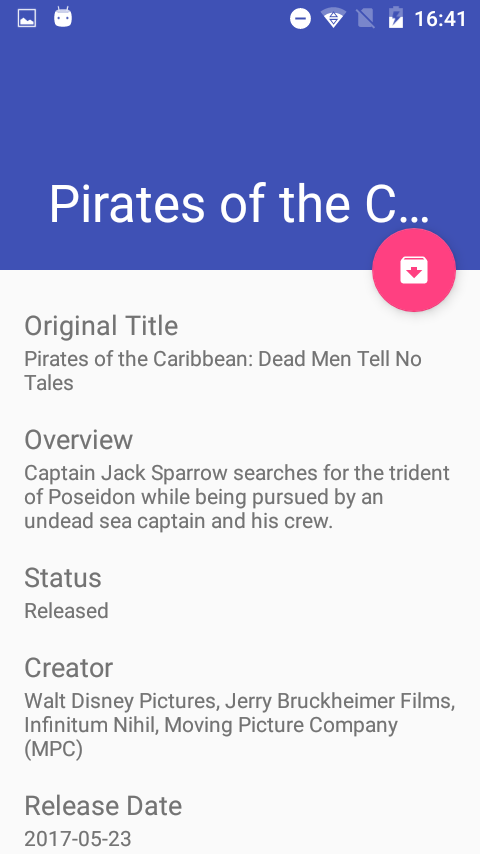 16:41
Pirates of the C...
Original Title
Pirates of the Caribbean: Dead Men Tell No
Tales
Overview
Captain Jack Sparrow searches for the trident
of Poseidon while being pursued by an
undead sea captain and his crew.
Status
Released
Creator
Walt Disney Pictures, Jerry Bruckheimer Films,
Infinitum Nihil, Moving Picture Company
(MPC)
Release Date
2017-05-23